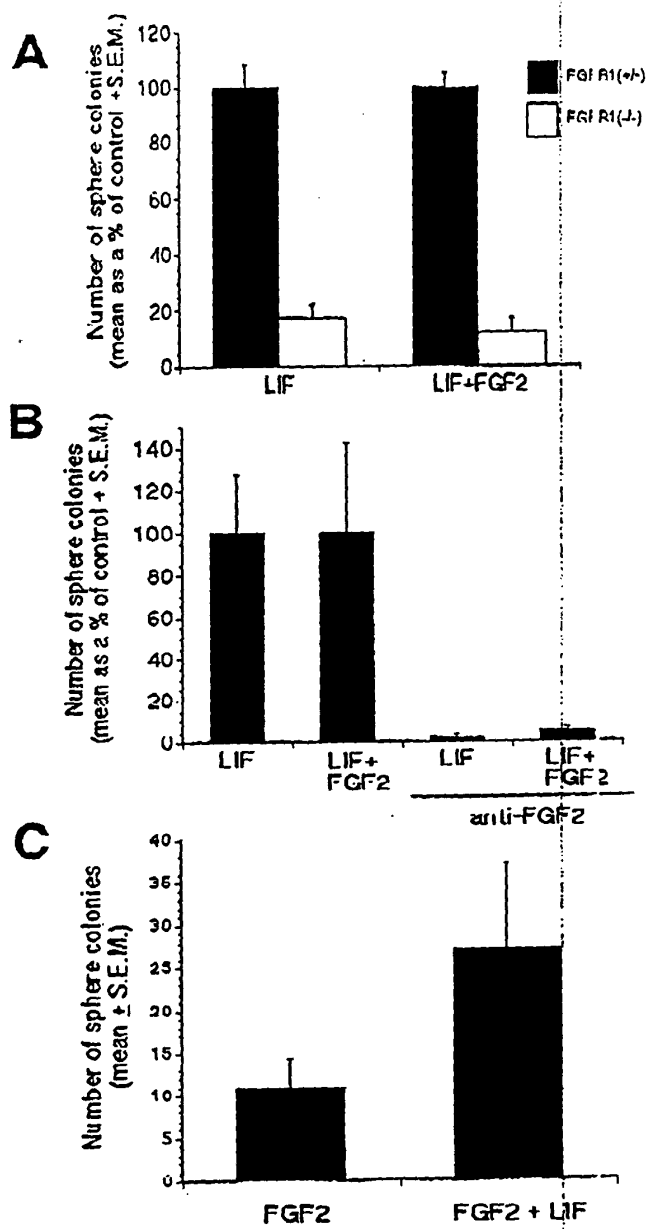 A
Number of sphere colonies
(mean as a % of control +S.E.M.)
120
100
80
60
40
20
0
FGFR1(+/-)
FGFR1(-/-)
LIF
LIF+FGF2
B
Number of sphere colonies
(mean as a % of control + S.E.M.)
140
120
100
80
60
40
20
0
LIF
LIF+
FGF2
LIF
LIF+
FGF2
anti-FGF2
C
Number of sphere colonies
(mean ± S.E.M.)
40
35
30
25
20
15
10
5
0
FGF2
FGF2 + LIF